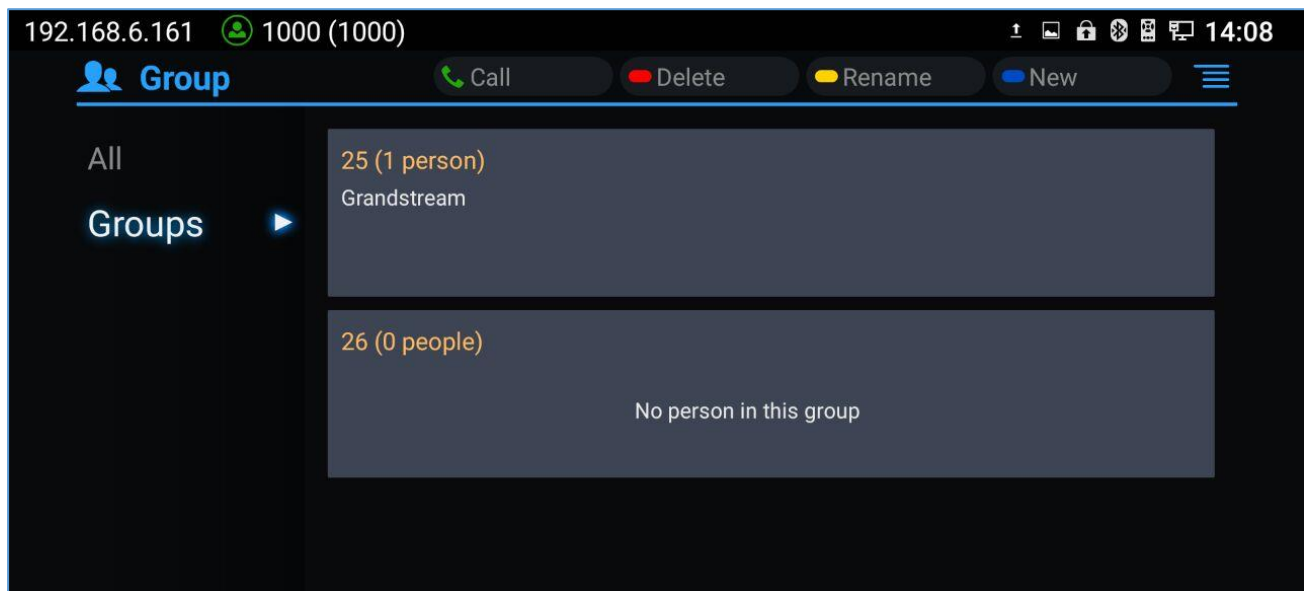 192.168.6.161 1000 (1000) 14:08
Group Call Delete Rename New
All
Groups
25 (1 person)
Grandstream
26 (0 people)
No person in this group